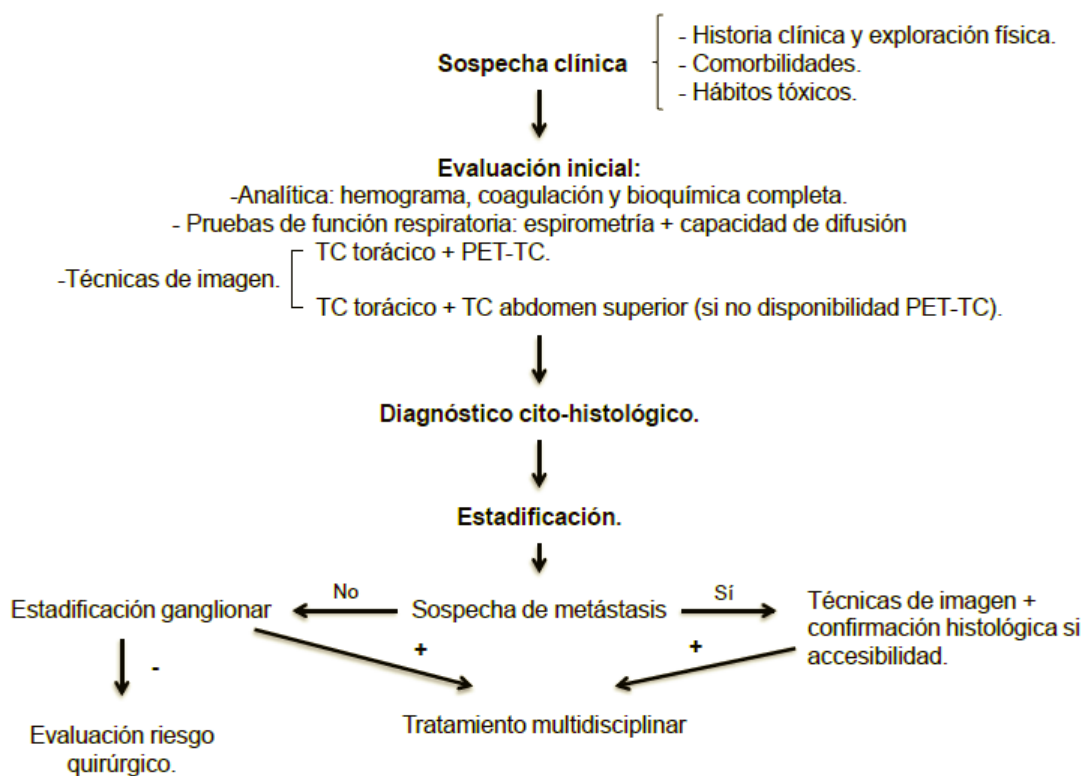 Sospecha clínica
- Historia clínica y exploración física.
- Comorbilidades.
- Hábitos tóxicos.
Evaluación inicial:
-Analítica: hemograma, coagulación y bioquímica completa.
- Pruebas de función respiratoria: espirometría + capacidad de difusión
-Técnicas de imagen.
TC torácico + PET-TC.
TC torácico + TC abdomen superior (si no disponibilidad PET-TC).
Diagnóstico cito-histológico.
Estadificación.
Estadificación ganglionar
No
Sospecha de metástasis
Sí
Técnicas de imagen +
confirmación histológica si
accesibilidad.
+
+
-
Evaluación riesgo
quirúrgico.
Tratamiento multidisciplinar